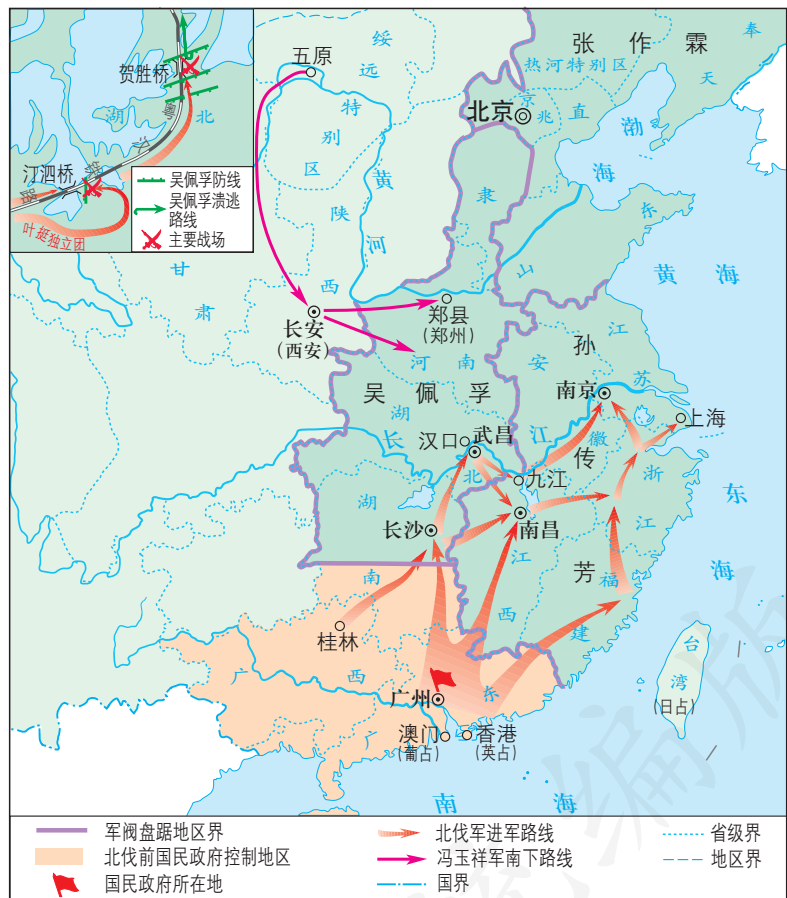 贺胜桥
湖
北
粤
汉
铁
路
汀泗桥
叶挺独立团
吴佩孚防线
吴佩孚溃逃
路线
主要战场
五原
绥
远
特
别
区
张作霖
奉
天
热河特别区
北京
京
兆
直
隶
渤
海
山
东
黄河
黄海
陕
西
甘
肃
长安
(西安)
郑县
(郑州)
河南
吴佩孚
湖
北
长
江
汉口
武昌
九江
安
徽
江
苏
孙
传
芳
南京
上海
浙
江
东
海
湖
南
长沙
南昌
江
西
福
建
桂林
广
西
广
东
广州
澳门
(葡占)
香港
(英占)
台
湾
(日占)
南海
编版
军阀盘踞地区界
北伐前国民政府控制地区
国民政府所在地
北伐军进军路线
冯玉祥军南下路线
国界
省级界
地区界